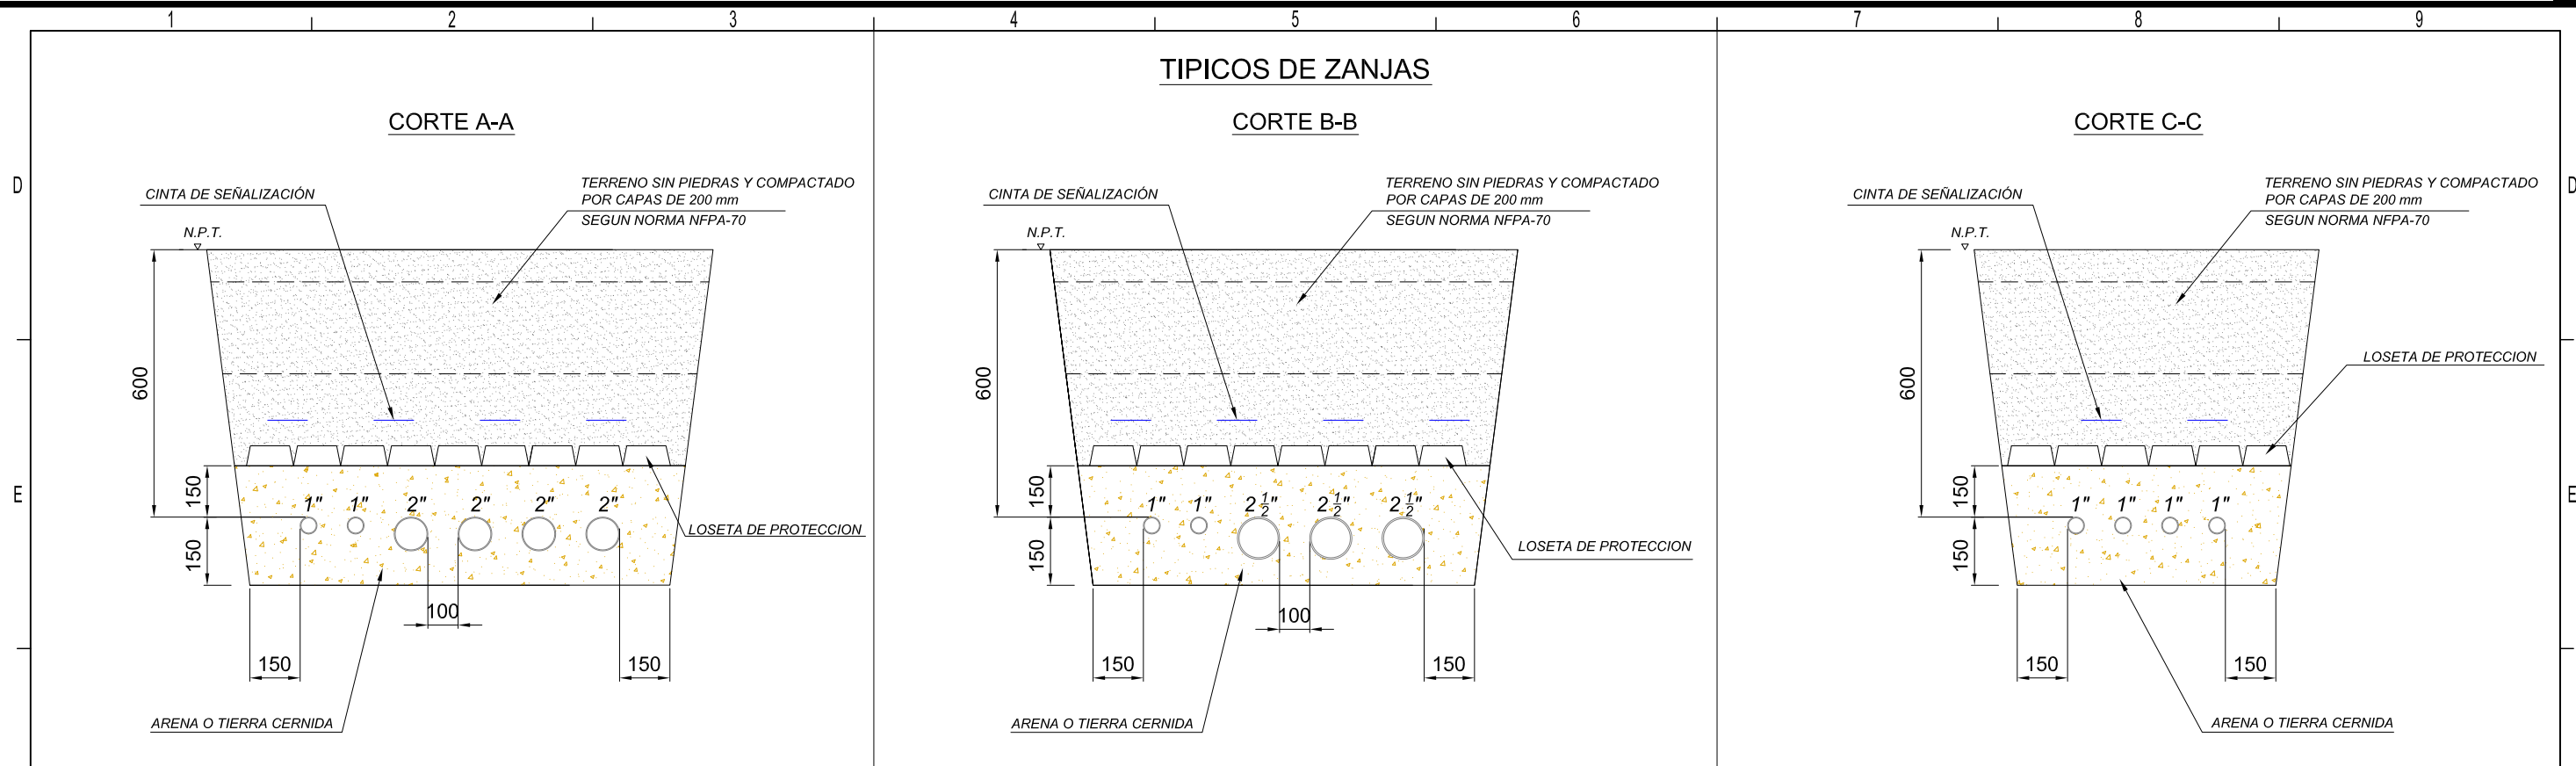 1 2 3 4 5 6 7 8 9
TIPICOS DE ZANJAS
CORTE A-A
CORTE B-B
CORTE C-C
D
D
E
E
CINTA DE SEÑALIZACIÓN
TERRENO SIN PIEDRAS Y COMPACTADO
POR CAPAS DE 200 mm
SEGUN NORMA NFPA-70
N.P.T.
600
150
150
1" 1" 2" 2" 2" 2"
LOSETA DE PROTECCION
100
150
150
ARENA O TIERRA CERNIDA
CINTA DE SEÑALIZACIÓN
TERRENO SIN PIEDRAS Y COMPACTADO
POR CAPAS DE 200 mm
SEGUN NORMA NFPA-70
N.P.T.
600
150
150
1" 1" 2 1/2" 2 1/2" 2 1/2"
LOSETA DE PROTECCION
100
150
150
ARENA O TIERRA CERNIDA
CINTA DE SEÑALIZACIÓN
TERRENO SIN PIEDRAS Y COMPACTADO
POR CAPAS DE 200 mm
SEGUN NORMA NFPA-70
N.P.T.
LOSETA DE PROTECCION
600
150
150
1" 1" 1" 1"
150
150
ARENA O TIERRA CERNIDA